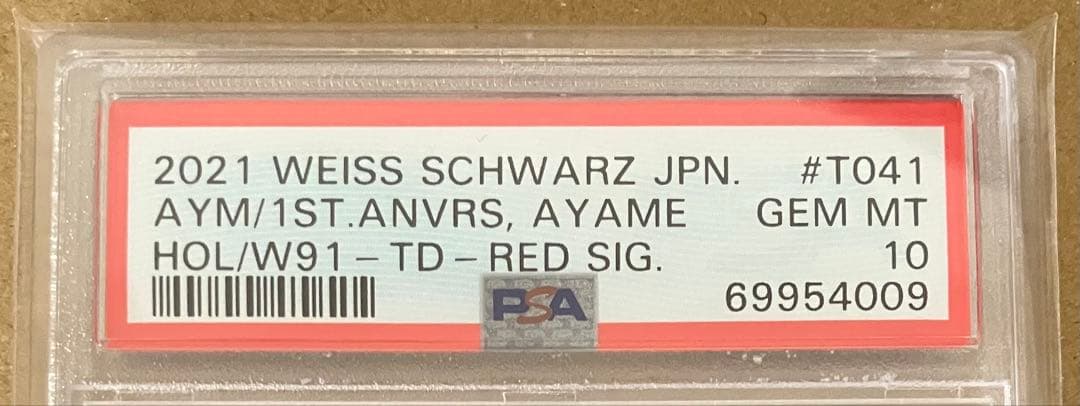 2021 WEISS SCHWARZ JPN. #T041
AYM/1ST.ANVRS, AYAME GEM MT
HOL/W91 – TD – RED SIG. 10
PSA 69954009